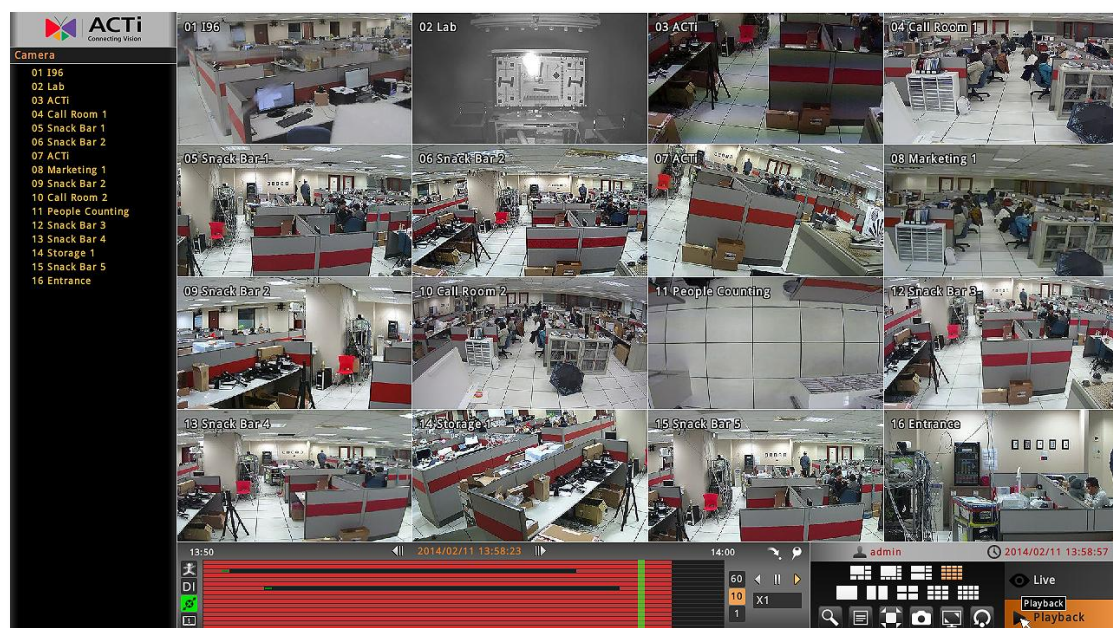 ACTi
Connecting Vision
Camera
01 I96
02 Lab
03 ACTi
04 Call Room 1
05 Snack Bar 1
06 Snack Bar 2
07 ACTi
08 Marketing 1
09 Snack Bar 2
10 Call Room 2
11 People Counting
12 Snack Bar 3
13 Snack Bar 4
14 Storage 1
15 Snack Bar 5
16 Entrance
01 I96
02 Lab
03 ACTi
04 Call Room 1
05 Snack Bar 1
06 Snack Bar 2
07 ACTi
08 Marketing 1
09 Snack Bar 2
10 Call Room 2
11 People Counting
12 Snack Bar 3
13 Snack Bar 4
14 Storage 1
15 Snack Bar 5
16 Entrance
13:50
2014/02/11 13:58:23
14:00
DI
60
10
1
X1
admin
2014/02/11 13:58:57
Live
Playback
Playback